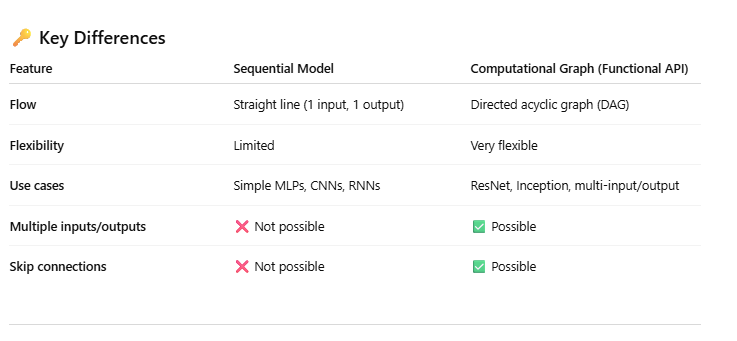 🔑 Key Differences
Feature Sequential Model Computational Graph (Functional API)
Flow Straight line (1 input, 1 output) Directed acyclic graph (DAG)
Flexibility Limited Very flexible
Use cases Simple MLPs, CNNs, RNNs ResNet, Inception, multi-input/output
Multiple inputs/outputs ❌ Not possible ✅ Possible
Skip connections ❌ Not possible ✅ Possible